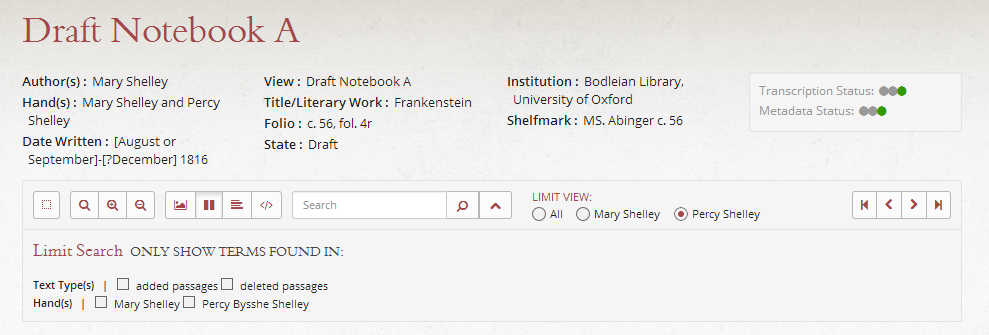 Draft Notebook A
Author(s) : Mary Shelley
Hand(s) : Mary Shelley and Percy
Shelley
Date Written : [August or
September]-[?December] 1816
View : Draft Notebook A
Title/Literary Work : Frankenstein
Folio : c. 56, fol. 4r
State : Draft
Institution : Bodleian Library,
University of Oxford
Shelfmark : MS. Abinger c. 56
Transcription Status:
Metadata Status:
Search
LIMIT VIEW:
All Mary Shelley Percy Shelley
Limit Search ONLY SHOW TERMS FOUND IN:
Text Type(s) | added passages deleted passages
Hand(s) | Mary Shelley Percy Bysshe Shelley